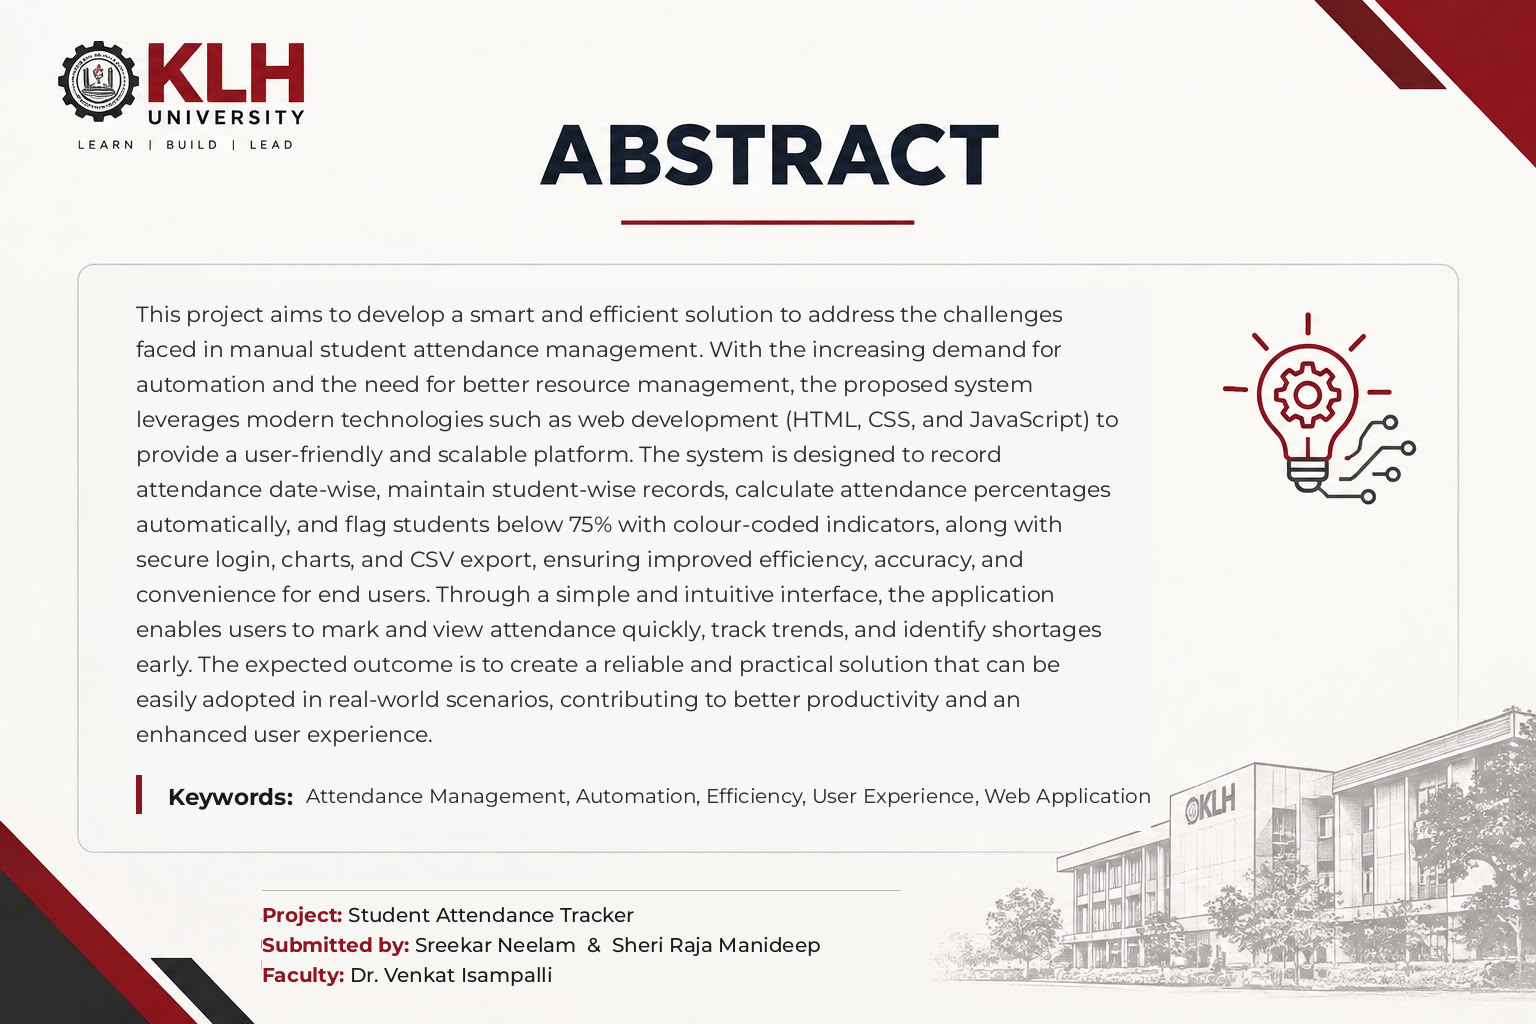 KLH
UNIVERSITY
LEARN | BUILD | LEAD
ABSTRACT
This project aims to develop a smart and efficient solution to address the challenges
faced in manual student attendance management. With the increasing demand for
automation and the need for better resource management, the proposed system
leverages modern technologies such as web development (HTML, CSS, and JavaScript) to
provide a user-friendly and scalable platform. The system is designed to record
attendance date-wise, maintain student-wise records, calculate attendance percentages
automatically, and flag students below 75% with colour-coded indicators, along with
secure login, charts, and CSV export, ensuring improved efficiency, accuracy, and
convenience for end users. Through a simple and intuitive interface, the application
enables users to mark and view attendance quickly, track trends, and identify shortages
early. The expected outcome is to create a reliable and practical solution that can be
easily adopted in real-world scenarios, contributing to better productivity and an
enhanced user experience.
Keywords: Attendance Management, Automation, Efficiency, User Experience, Web Application
KLH
Project: Student Attendance Tracker
Submitted by: Sreekar Neelam & Sheri Raja Manideep
Faculty: Dr. Venkat Isampalli